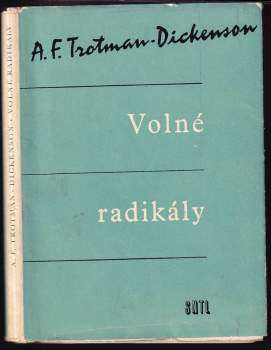 A. F. Trotman-Dickenson
Volné
radikály
SNTL
A. F. TROTMAN-DICKENSON • VOLNÉ RADIKÁLY